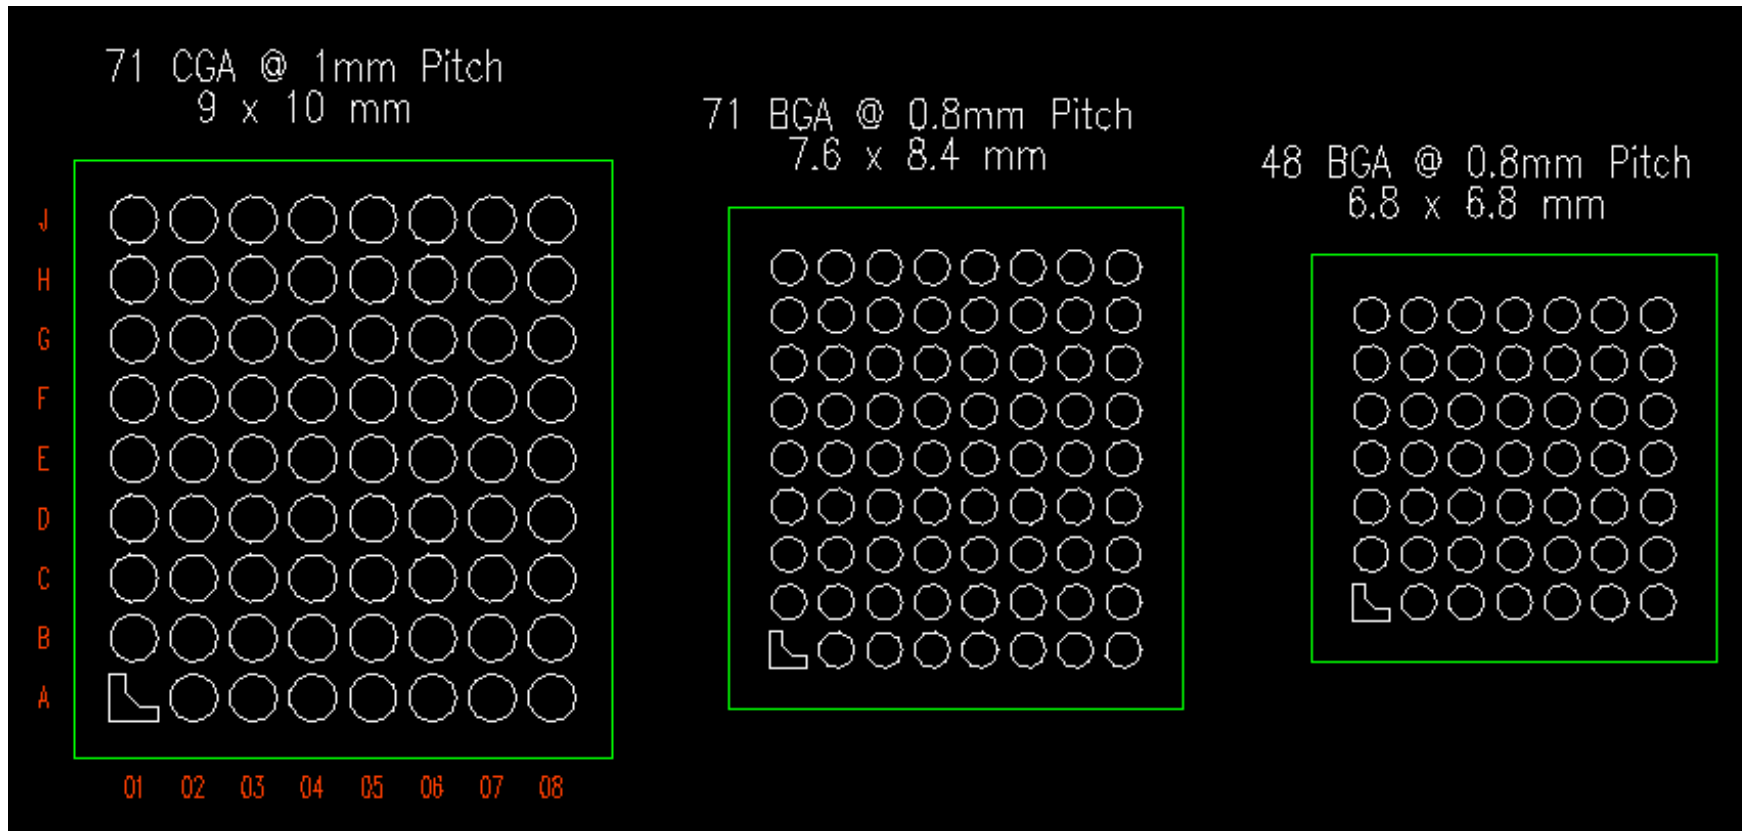 71 CGA @ 1mm Pitch
9 x 10 mm
71 BGA @ 0.8mm Pitch
7.6 x 8.4 mm
48 BGA @ 0.8mm Pitch
6.8 x 6.8 mm
J
H
G
F
E
D
C
B
A
01 02 03 04 05 06 07 08